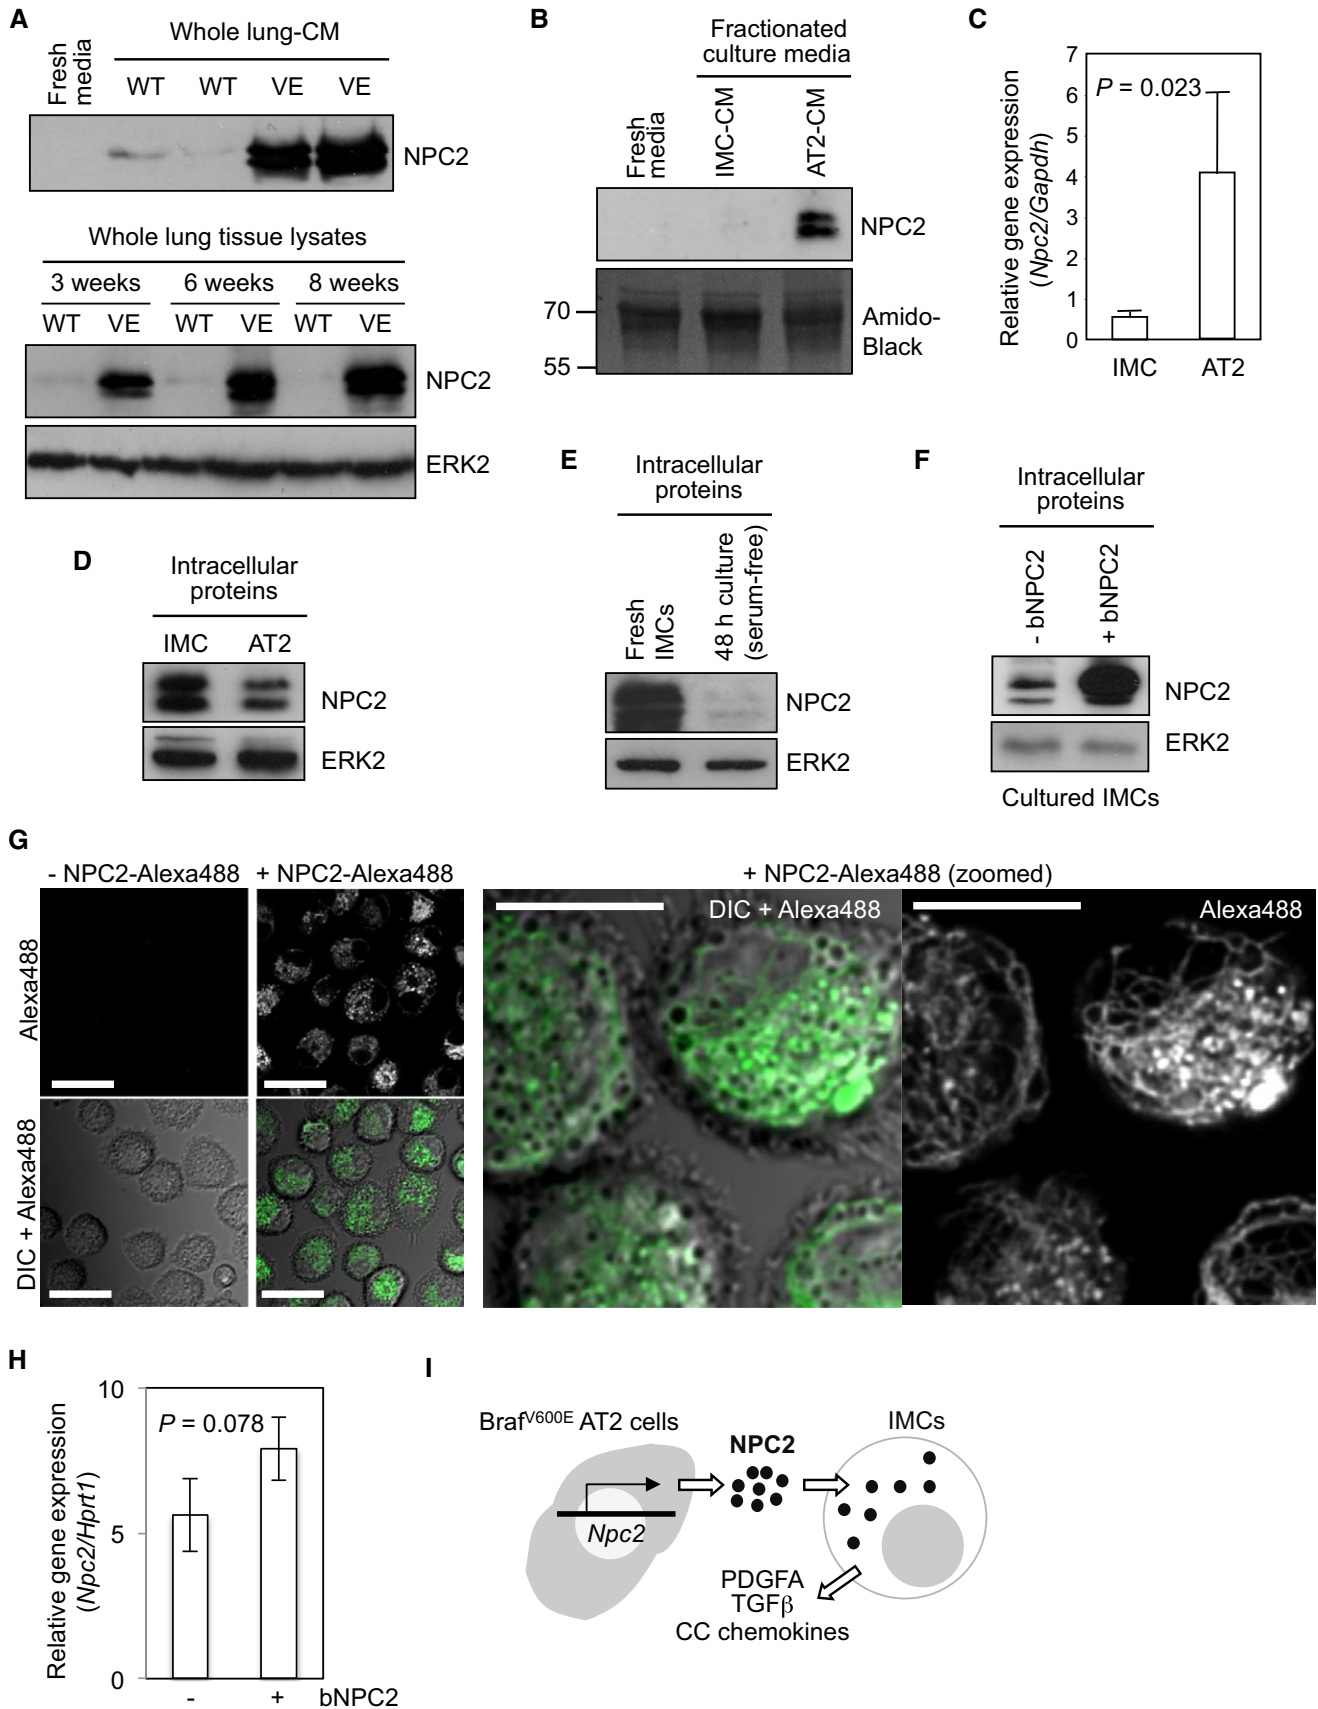 A
Whole lung-CM
Fresh
media
WT WT VE VE
NPC2
Whole lung tissue lysates
3 weeks 6 weeks 8 weeks
WT VE WT VE WT VE
NPC2
ERK2
B
Fractionated
culture media
Fresh
media
IMC-CM
AT2-CM
NPC2
70
55
Amido-
Black
C
Relative gene expression
(Npc2/Gapdh)
7
6
5
4
3
2
1
0
P = 0.023
IMC AT2
D
Intracellular
proteins
IMC AT2
NPC2
ERK2
E
Intracellular
proteins
Fresh
IMCs
48 h culture
(serum-free)
NPC2
ERK2
F
Intracellular
proteins
- bNPC2
+ bNPC2
NPC2
ERK2
Cultured IMCs
G
- NPC2-Alexa488 + NPC2-Alexa488
+ NPC2-Alexa488 (zoomed)
Alexa488
DIC + Alexa488
DIC + Alexa488
Alexa488
H
Relative gene expression
(Npc2/Hprt1)
10
5
0
P = 0.078
- + bNPC2
I
Braf^V600E AT2 cells
NPC2
IMCs
Npc2
PDGFA
TGFβ
CC chemokines